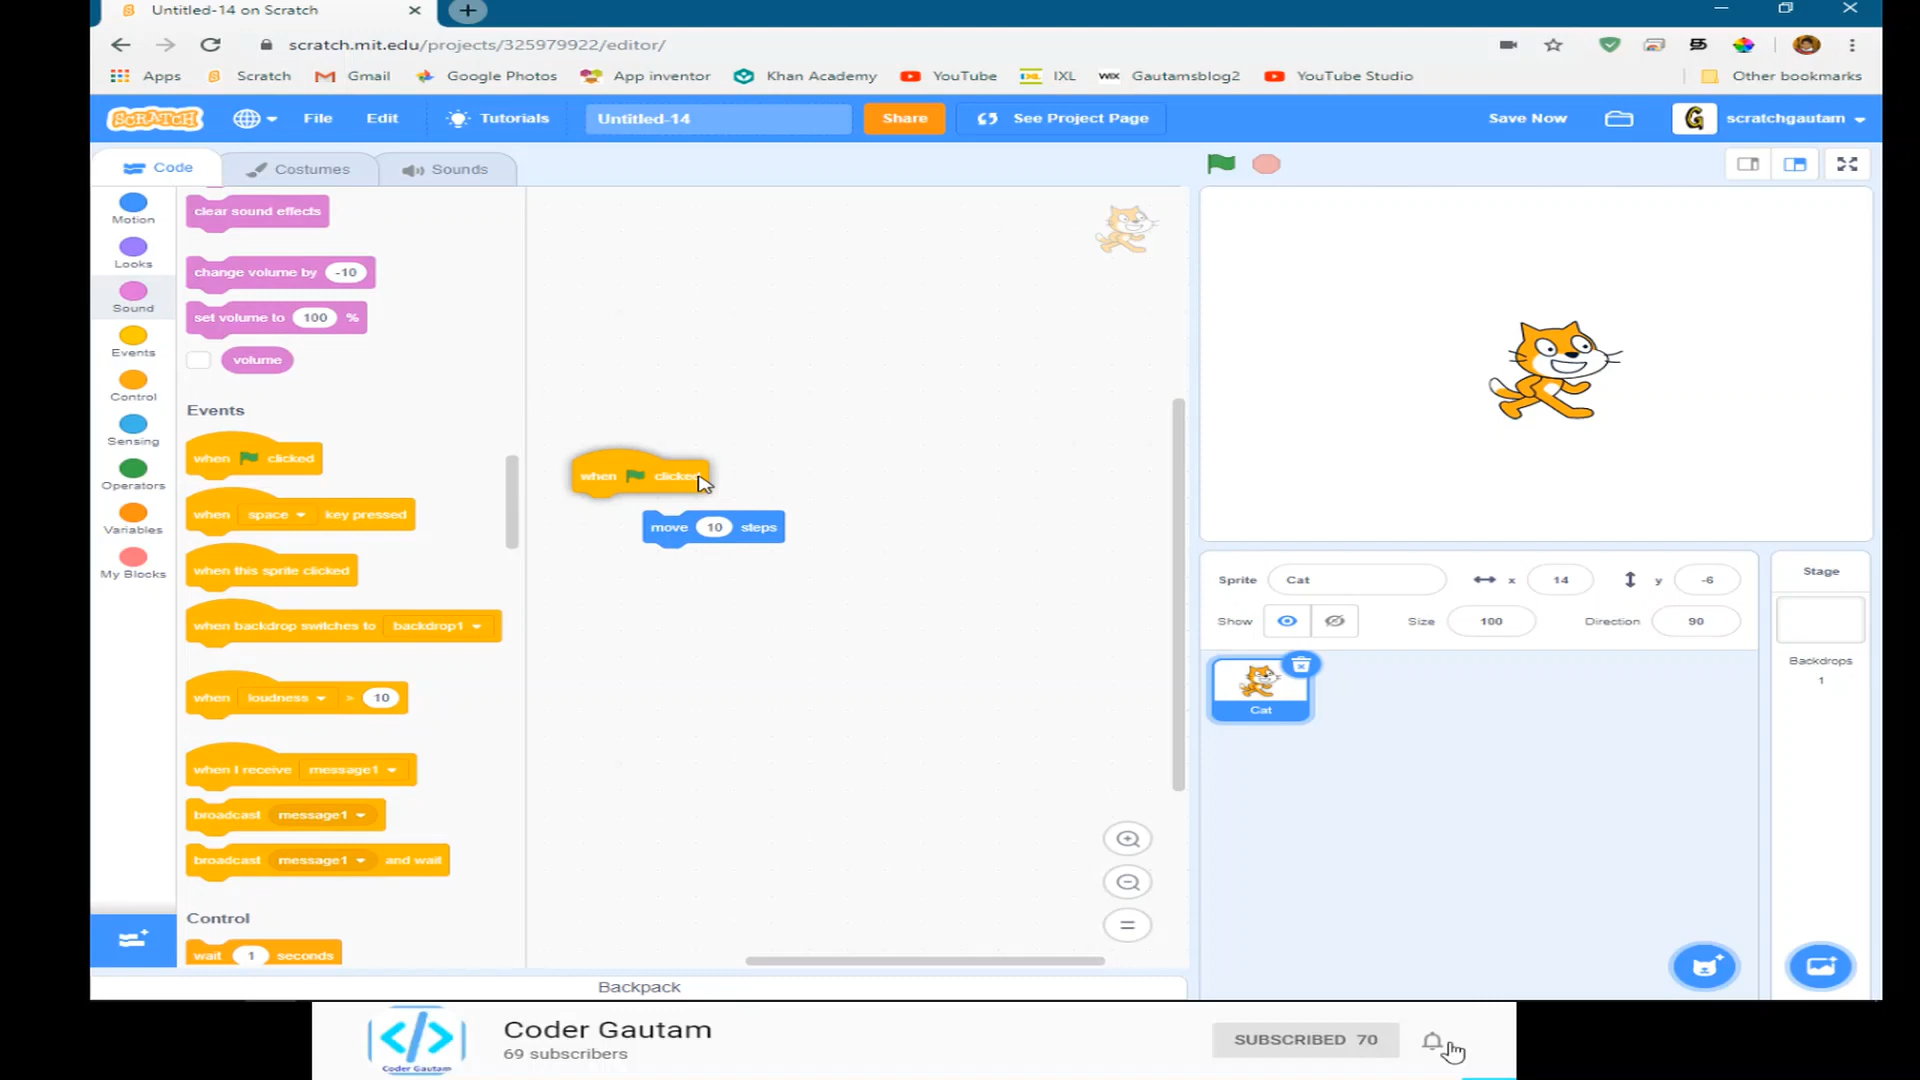 Untitled-14 on Scratch
scratch.mit.edu/projects/325979922/editor/
Apps Scratch Gmail Google Photos App inventor Khan Academy YouTube IXL IXL WIX Gautamsblog2 YouTube Studio Other bookmarks
SCRATCH File Edit Tutorials Untitled-14 Share See Project Page Save Now G scratchgautam
Code Costumes Sounds
Motion
Looks
Sound
Events
Control
Sensing
Operators
Variables
My Blocks
clear sound effects
change volume by -10
set volume to 100 %
volume
Events
when clicked
when space key pressed
when this sprite clicked
when backdrop switches to backdrop1
when loudness > 10
when I receive message1
broadcast message1
broadcast message1 and wait
Control
wait 1 seconds
when clicked
move 10 steps
Backpack
Sprite Cat x 14 y -6
Show Size 100 Direction 90
Cat
Stage
Backdrops
1
Coder Gautam
69 subscribers
Coder Gautam
SUBSCRIBED 70